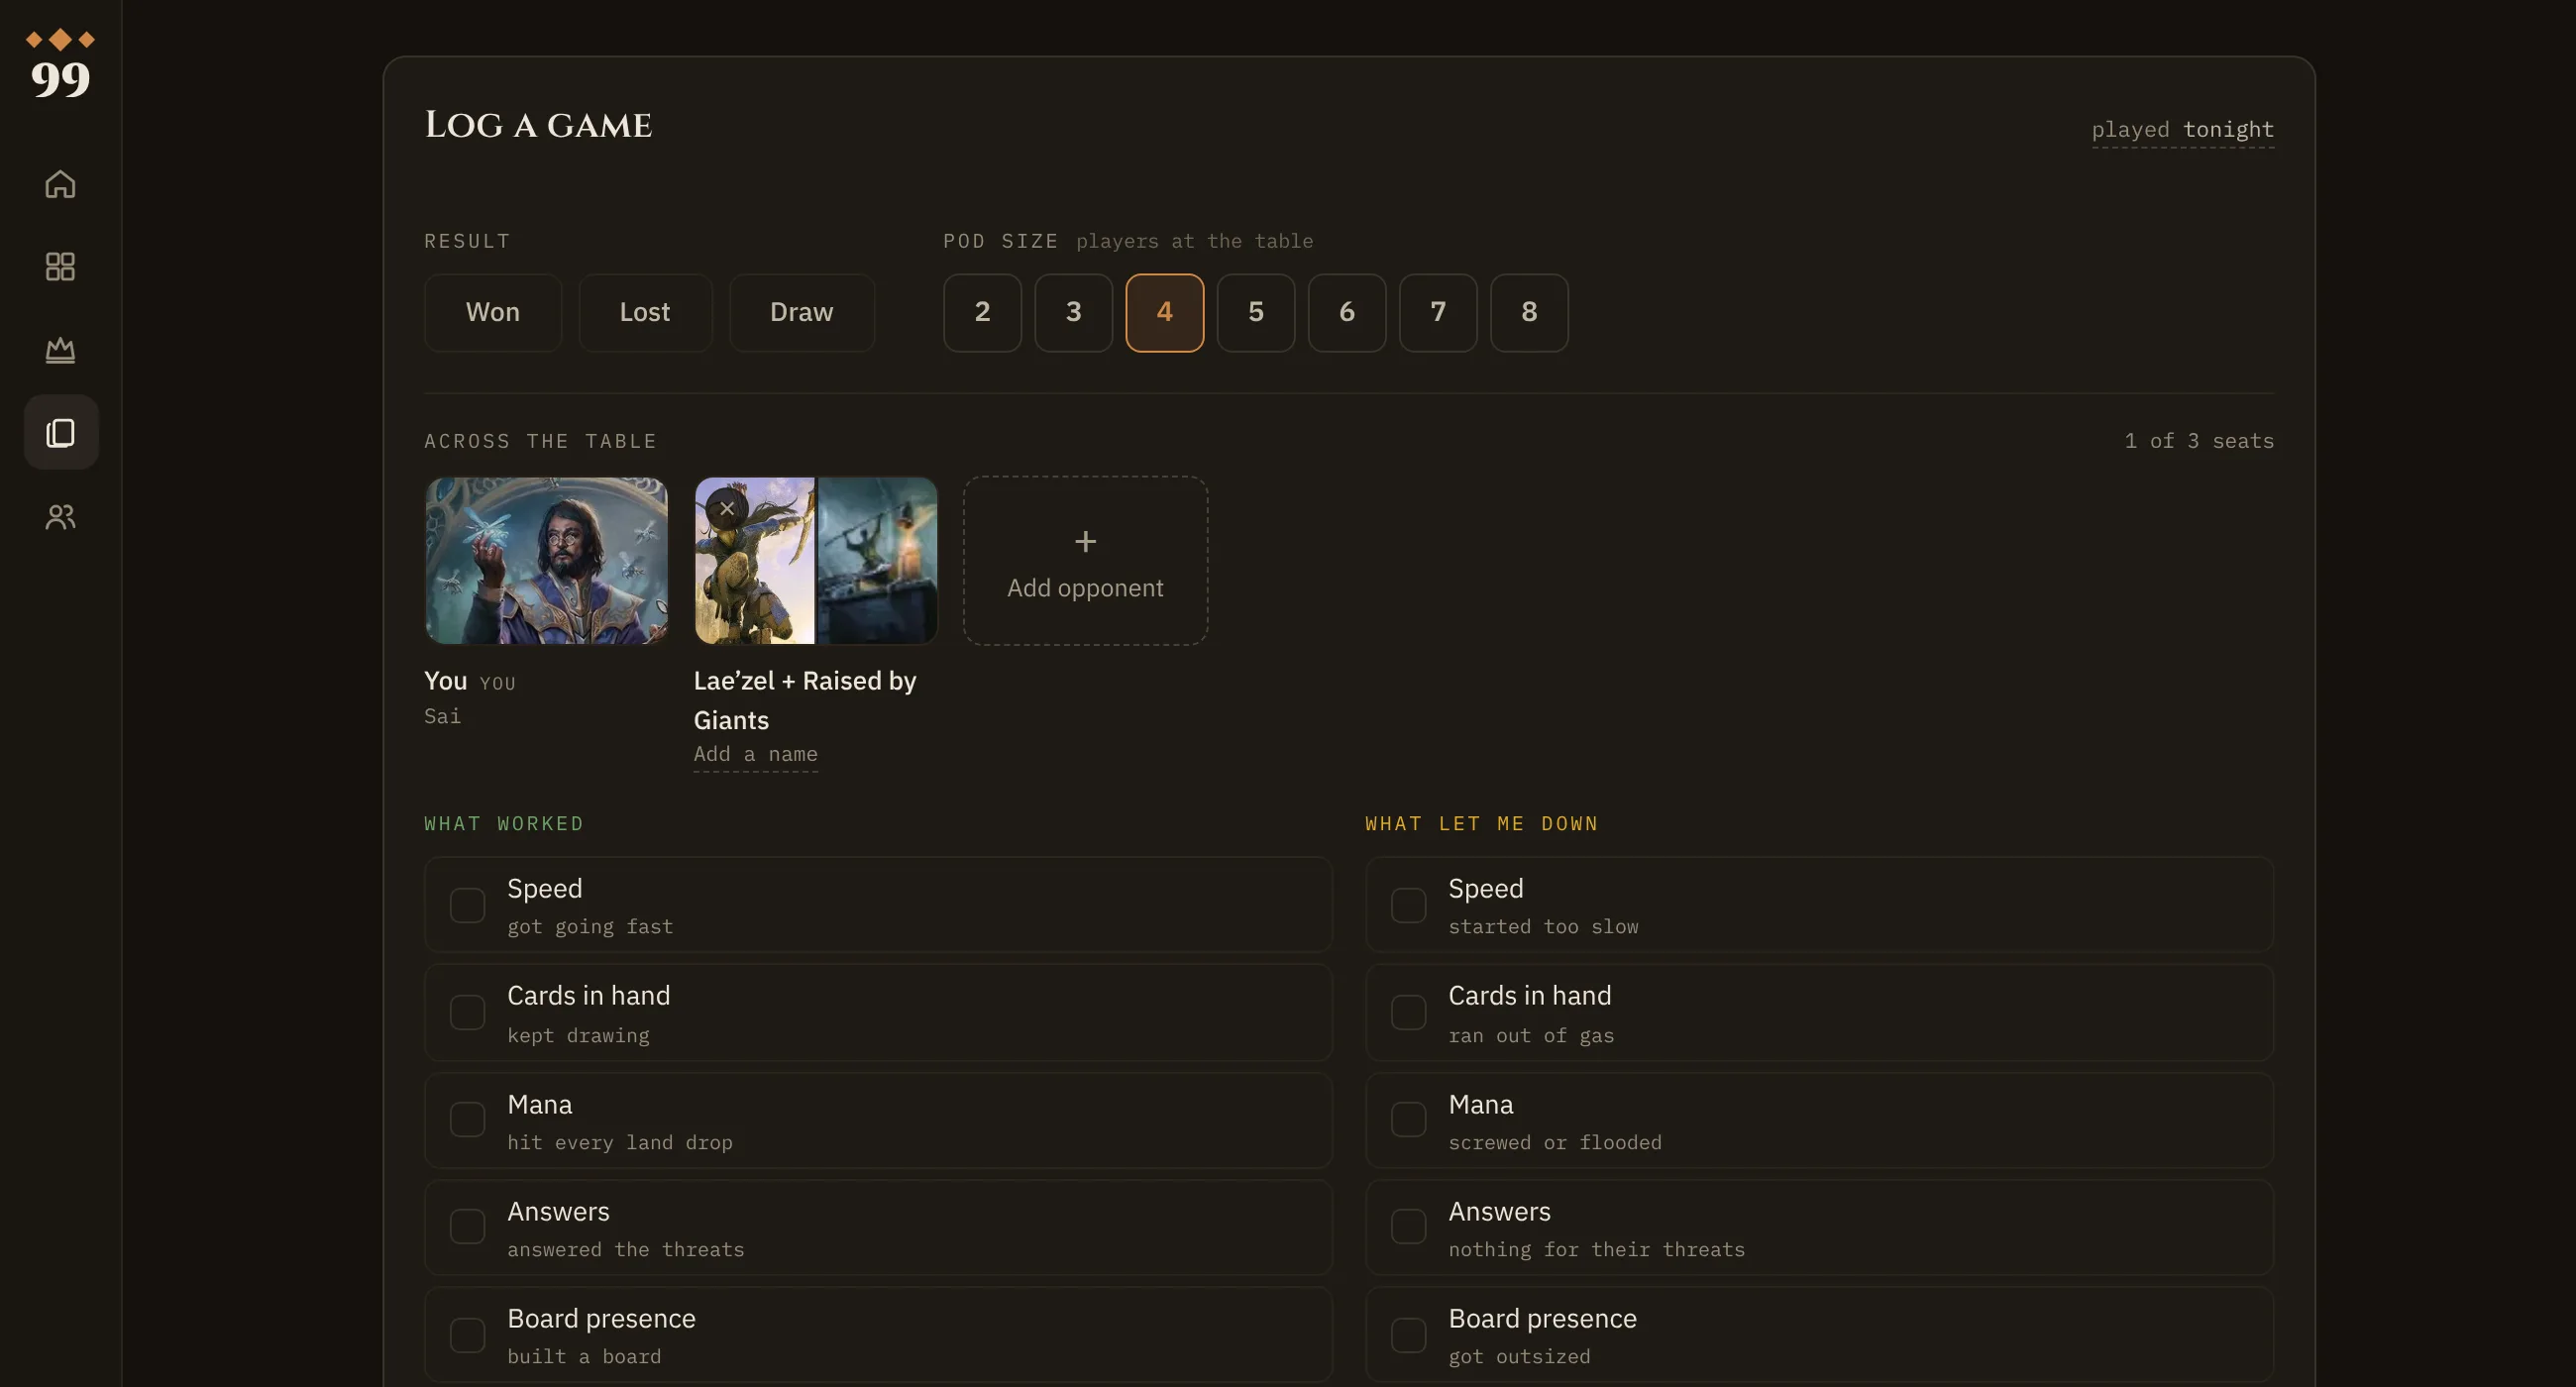 99
Log a game
played tonight
RESULT
POD SIZE players at the table
Won
Lost
Draw
2
3
4
5
6
7
8
ACROSS THE TABLE
1 of 3 seats
Add opponent
You YOU
Sai
Lae’zel + Raised by
Giants
Add a name
WHAT WORKED
Speed
got going fast
Cards in hand
kept drawing
Mana
hit every land drop
Answers
answered the threats
Board presence
built a board
WHAT LET ME DOWN
Speed
started too slow
Cards in hand
ran out of gas
Mana
screwed or flooded
Answers
nothing for their threats
Board presence
got outsized